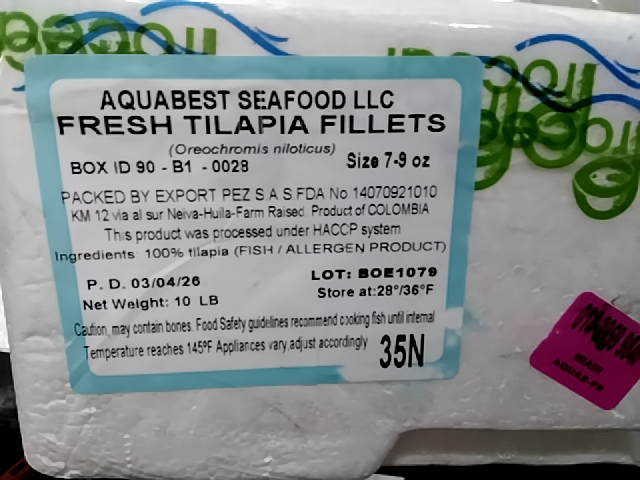 AQUABEST SEAFOOD LLC
FRESH TILAPIA FILLETS
(Oreochromis niloticus)
BOX ID 90 - B1 - 0028 Size 7-9 oz
PACKED BY EXPORT PEZ S A S FDA No 14070921010
KM 12 via al sur Neiva-Huila-Farm Raised. Product of COLOMBIA
This product was processed under HACCP system
Ingredients: 100% tilapia (FISH / ALLERGEN PRODUCT)
P. D. 03/04/26 LOT: BOE1079
Net Weight: 10 LB Store at:28°/36°F
Caution, may contain bones. Food Safety guidelines recommend cooking fish until internal
Temperature reaches 145°F Appliances vary,adjust accordingly 35N